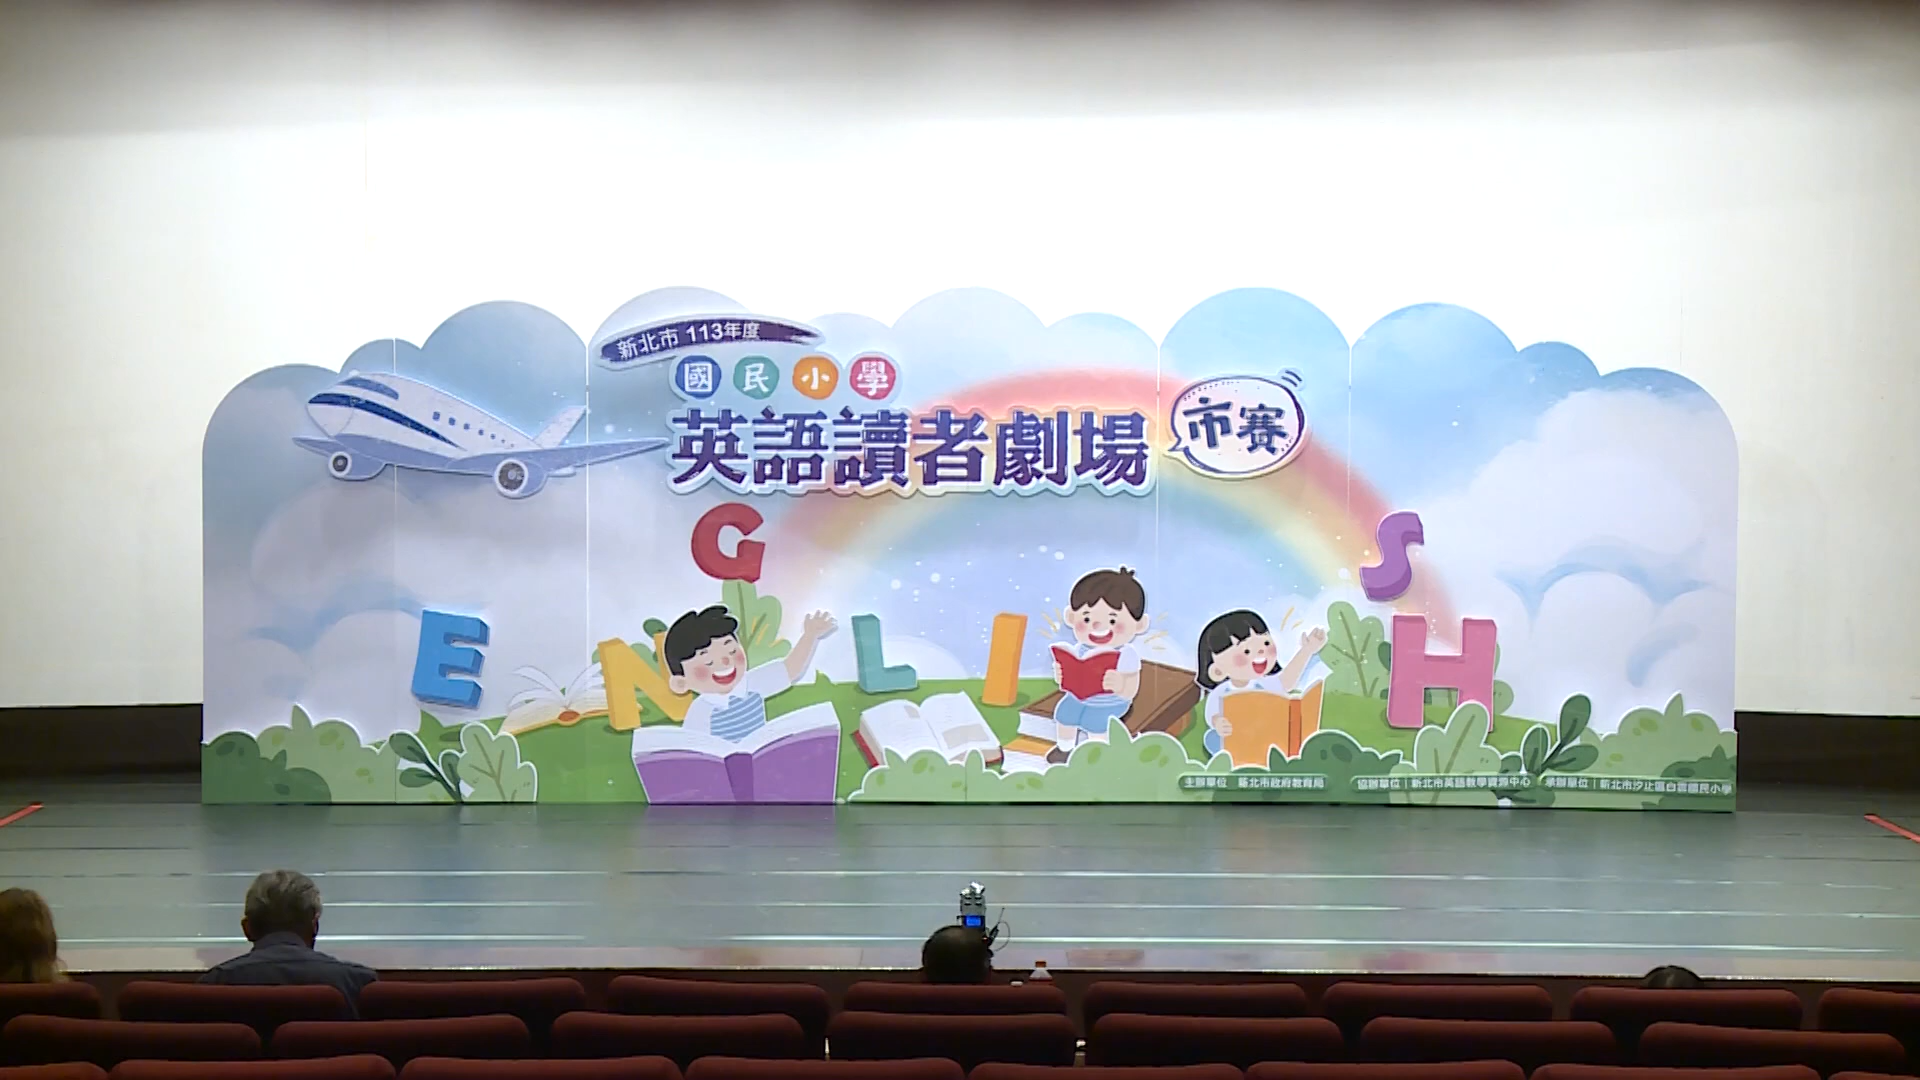 新北市 113年度
國民小學
英語讀者劇場
市賽
ENGLISH
主辦單位 新北市政府教育局 協辦單位|新北市英語教學資源中心 承辦單位|新北市汐止區白雲國民小學